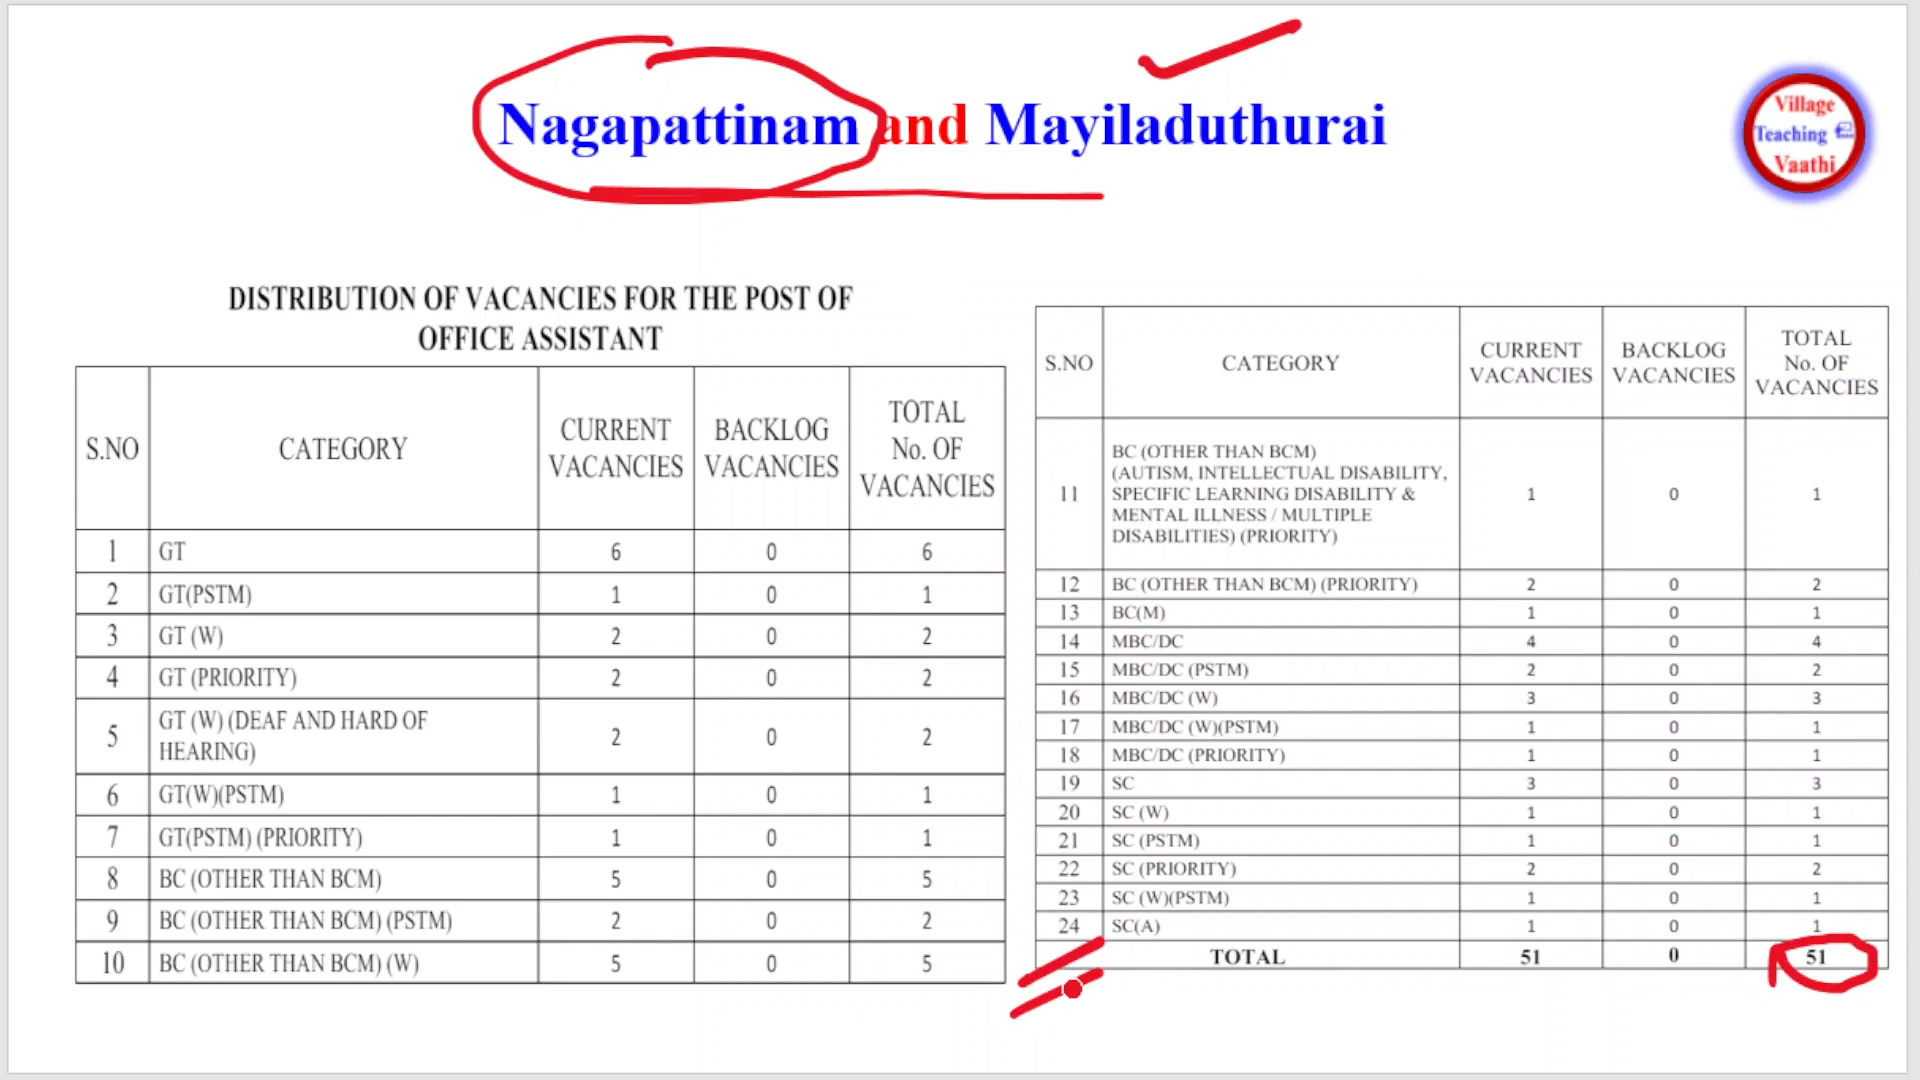 Nagapattinam and Mayiladuthurai
Village
Teaching
Vaathi
DISTRIBUTION OF VACANCIES FOR THE POST OF
OFFICE ASSISTANT
S.NO CATEGORY CURRENT VACANCIES BACKLOG VACANCIES TOTAL No. OF VACANCIES
1 GT 6 0 6
2 GT(PSTM) 1 0 1
3 GT (W) 2 0 2
4 GT (PRIORITY) 2 0 2
5 GT (W) (DEAF AND HARD OF HEARING) 2 0 2
6 GT(W)(PSTM) 1 0 1
7 GT(PSTM) (PRIORITY) 1 0 1
8 BC (OTHER THAN BCM) 5 0 5
9 BC (OTHER THAN BCM) (PSTM) 2 0 2
10 BC (OTHER THAN BCM) (W) 5 0 5
S.NO CATEGORY CURRENT VACANCIES BACKLOG VACANCIES TOTAL No. OF VACANCIES
11 BC (OTHER THAN BCM) (AUTISM, INTELLECTUAL DISABILITY, SPECIFIC LEARNING DISABILITY & MENTAL ILLNESS / MULTIPLE DISABILITIES) (PRIORITY) 1 0 1
12 BC (OTHER THAN BCM) (PRIORITY) 2 0 2
13 BC(M) 1 0 1
14 MBC/DC 4 0 4
15 MBC/DC (PSTM) 2 0 2
16 MBC/DC (W) 3 0 3
17 MBC/DC (W)(PSTM) 1 0 1
18 MBC/DC (PRIORITY) 1 0 1
19 SC 3 0 3
20 SC (W) 1 0 1
21 SC (PSTM) 1 0 1
22 SC (PRIORITY) 2 0 2
23 SC (W)(PSTM) 1 0 1
24 SC(A) 1 0 1
TOTAL 51 0 51